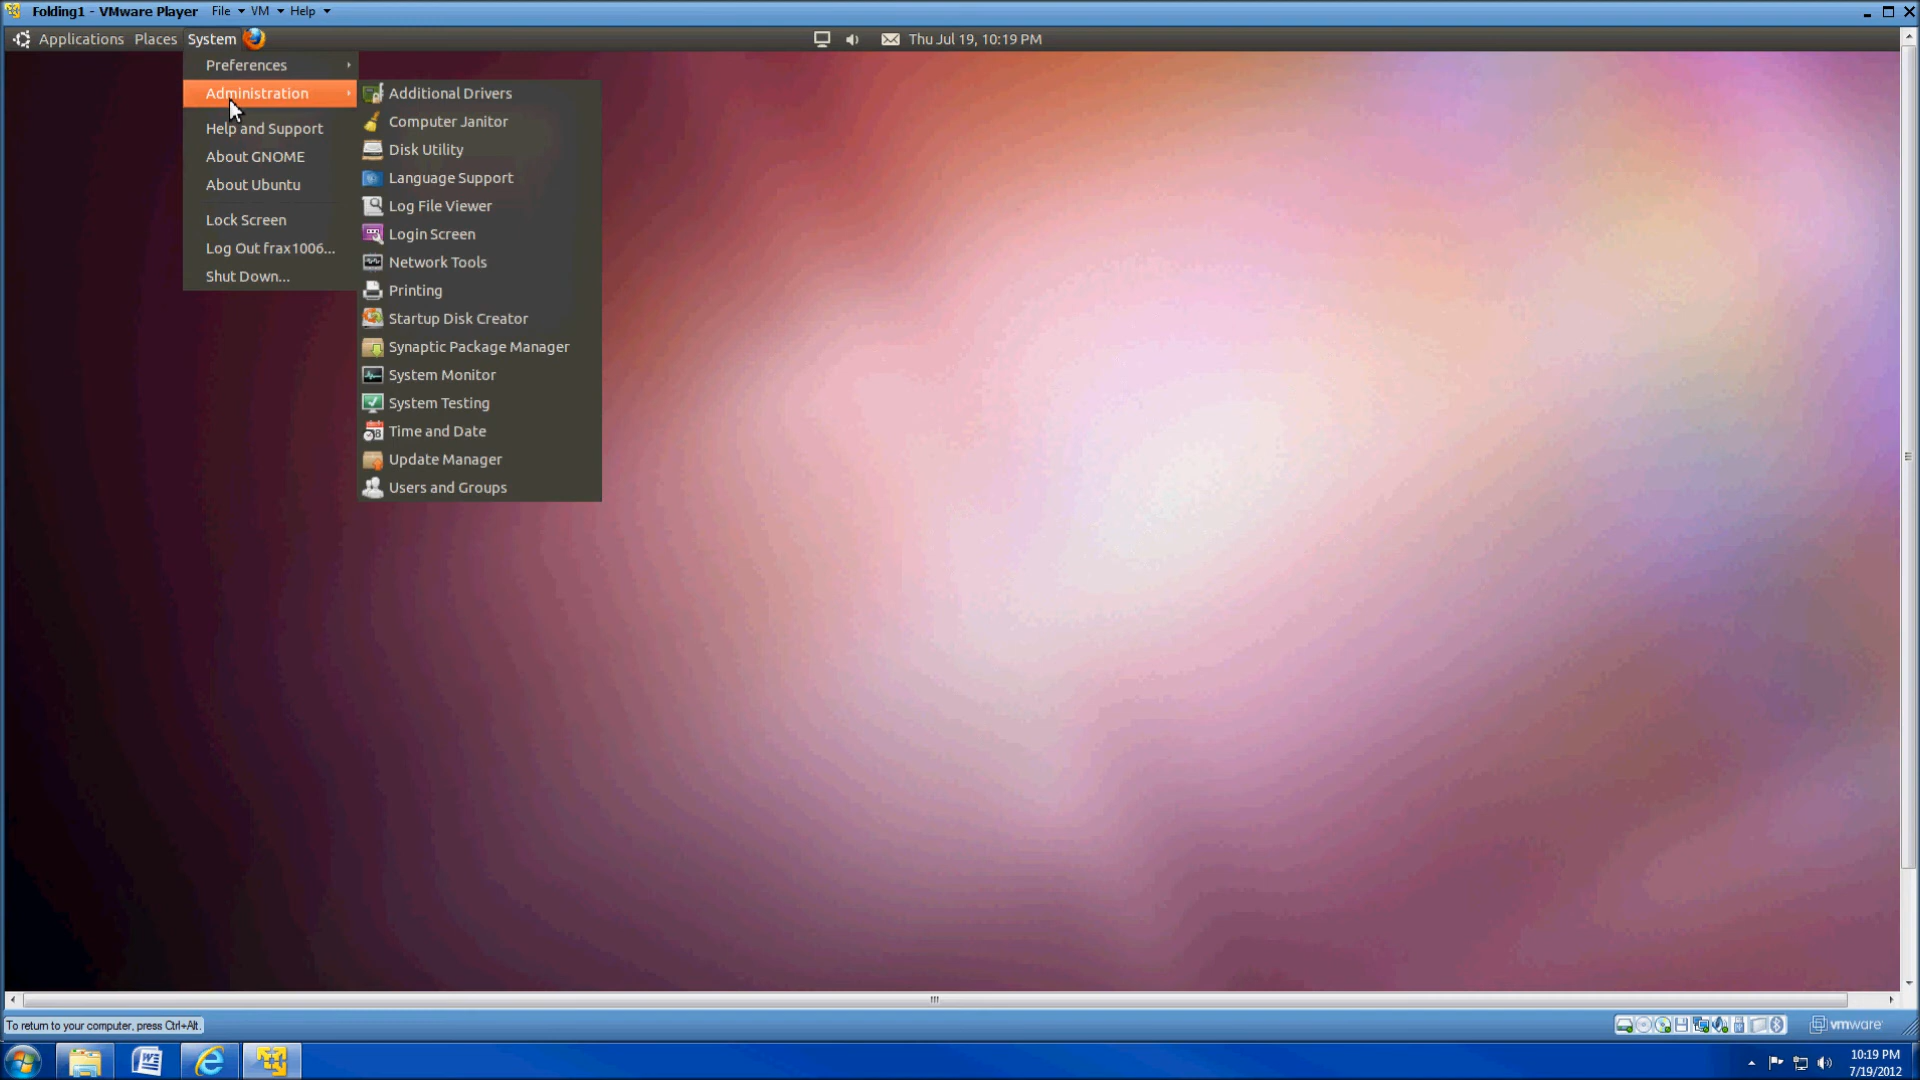 Folding1 - VMware Player File VM Help
Applications Places System Thu Jul 19, 10:19 PM
Preferences
Administration
Help and Support
About GNOME
About Ubuntu
Lock Screen
Log Out frax1006...
Shut Down...
Additional Drivers
Computer Janitor
Disk Utility
Language Support
Log File Viewer
Login Screen
Network Tools
Printing
Startup Disk Creator
Synaptic Package Manager
System Monitor
System Testing
Time and Date
Update Manager
Users and Groups
To return to your computer, press Ctrl+Alt.
vmware
10:19 PM
7/19/2012